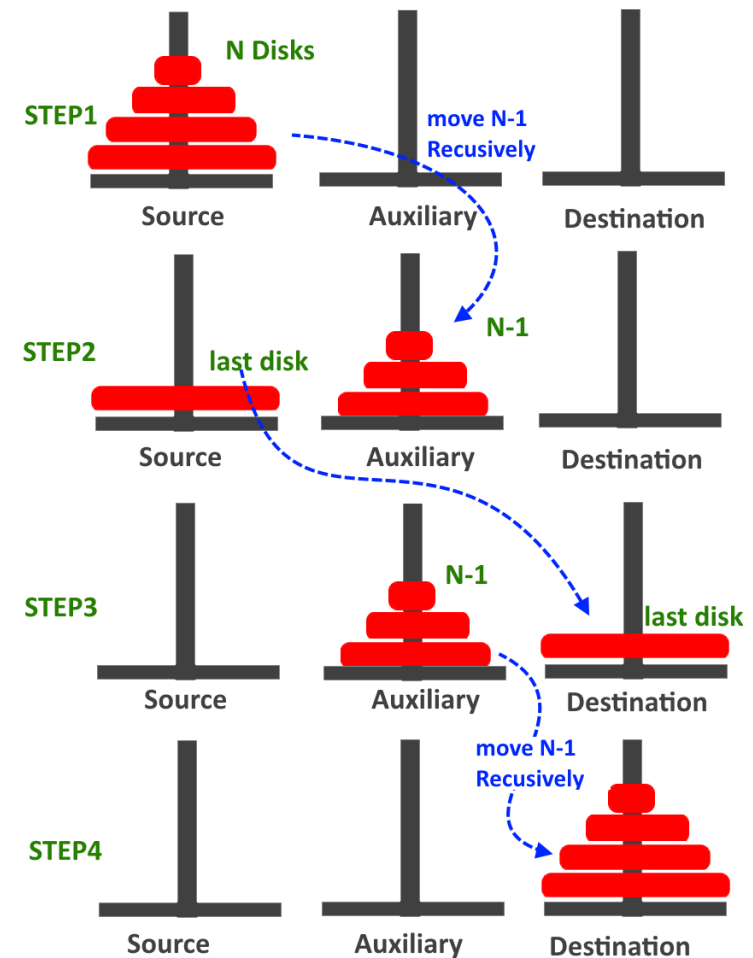 N Disks
STEP1
move N-1
Recusively
Source
Auxiliary
Destination
STEP2
last disk
N-1
Source
Auxiliary
Destination
STEP3
N-1
last disk
Source
Auxiliary
Destination
move N-1
Recusively
STEP4
Source
Auxiliary
Destination